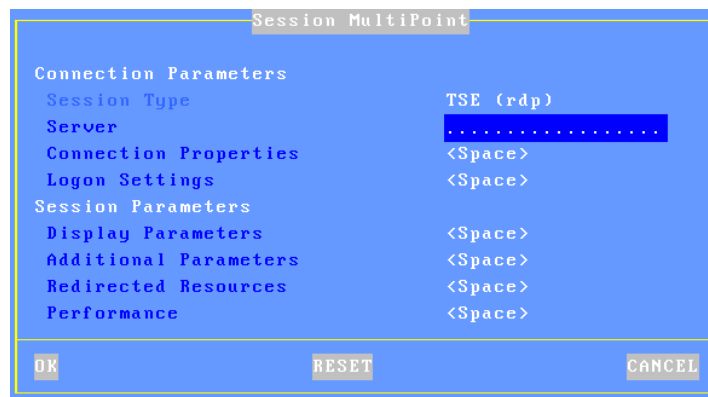 Session MultiPoint
Connection Parameters
Session Type TSE (rdp)
Server ..................
Connection Properties <Space>
Logon Settings <Space>
Session Parameters
Display Parameters <Space>
Additional Parameters <Space>
Redirected Resources <Space>
Performance <Space>
OK RESET CANCEL